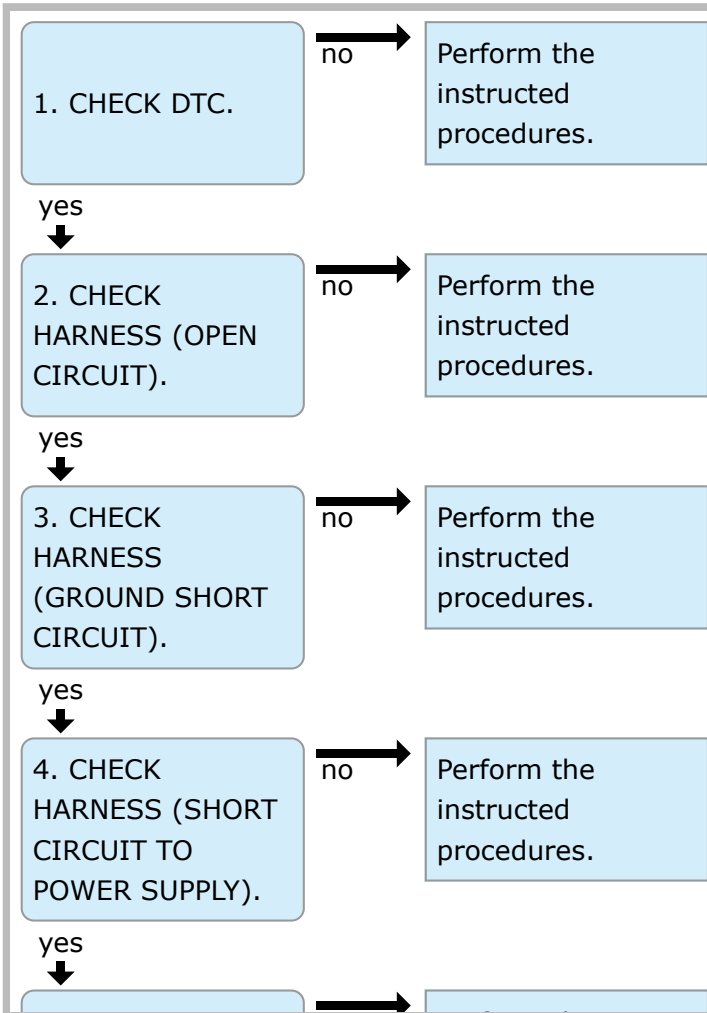 1. CHECK DTC.
no
Perform the
instructed
procedures.
yes
2. CHECK
HARNESS (OPEN
CIRCUIT).
no
Perform the
instructed
procedures.
yes
3. CHECK
HARNESS
(GROUND SHORT
CIRCUIT).
no
Perform the
instructed
procedures.
yes
4. CHECK
HARNESS (SHORT
CIRCUIT TO
POWER SUPPLY).
no
Perform the
instructed
procedures.
yes